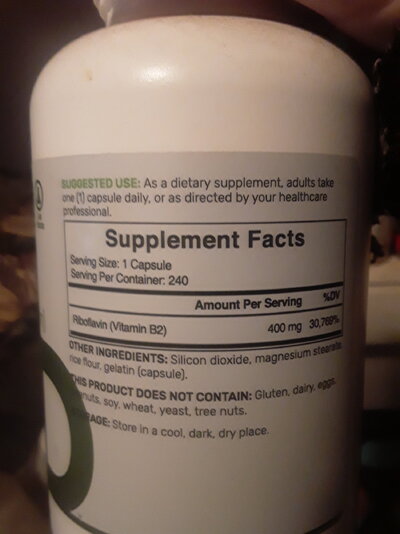 SUGGESTED USE: As a dietary supplement, adults take
one (1) capsule daily, or as directed by your healthcare
professional.
Supplement Facts
Serving Size: 1 Capsule
Serving Per Container: 240
Amount Per Serving %DV
Riboflavin (Vitamin B2) 400 mg 30,769%
OTHER INGREDIENTS: Silicon dioxide, magnesium stearate,
rice flour, gelatin (capsule).
THIS PRODUCT DOES NOT CONTAIN: Gluten, dairy, eggs,
nuts, soy, wheat, yeast, tree nuts.
Store in a cool, dark, dry place.